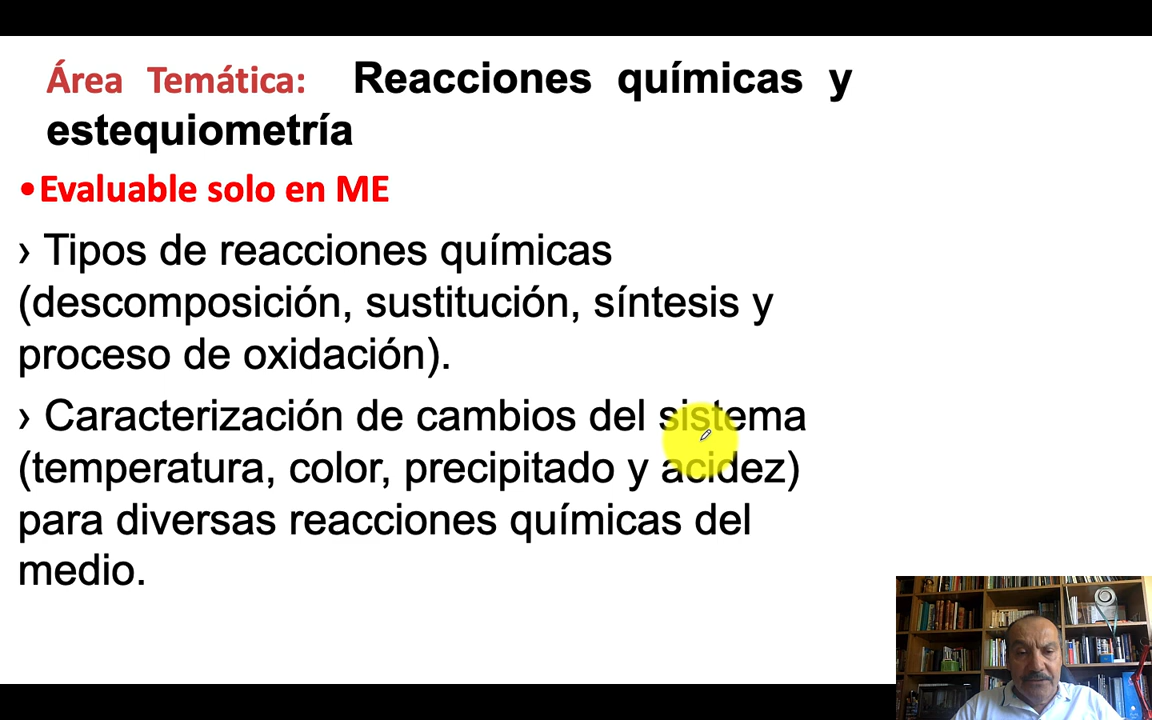 Área Temática: Reacciones químicas y
estequiometría
•Evaluable solo en ME
› Tipos de reacciones químicas
(descomposición, sustitución, síntesis y
proceso de oxidación).
› Caracterización de cambios del sistema
(temperatura, color, precipitado y acidez)
para diversas reacciones químicas del
medio.